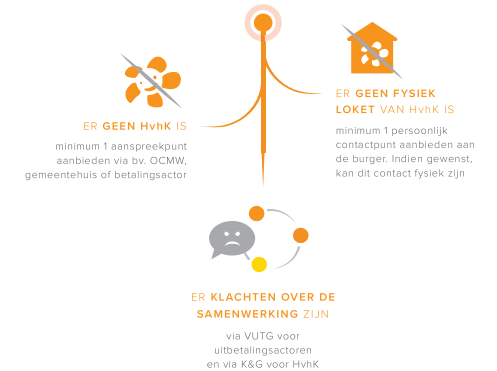 ER GEEN HvhK IS
minimum 1 aanspreekpunt
aanbieden via bv. OCMW,
gemeentehuis of betalingsactor
ER GEEN FYSIEK
LOKET VAN HvhK IS
minimum 1 persoonlijk
contactpunt aanbieden aan
de burger. Indien gewenst,
kan dit contact fysiek zijn
ER KLACHTEN OVER DE
SAMENWERKING ZIJN
via VUTG voor
uitbetalingsactoren
en via K&G voor HvhK